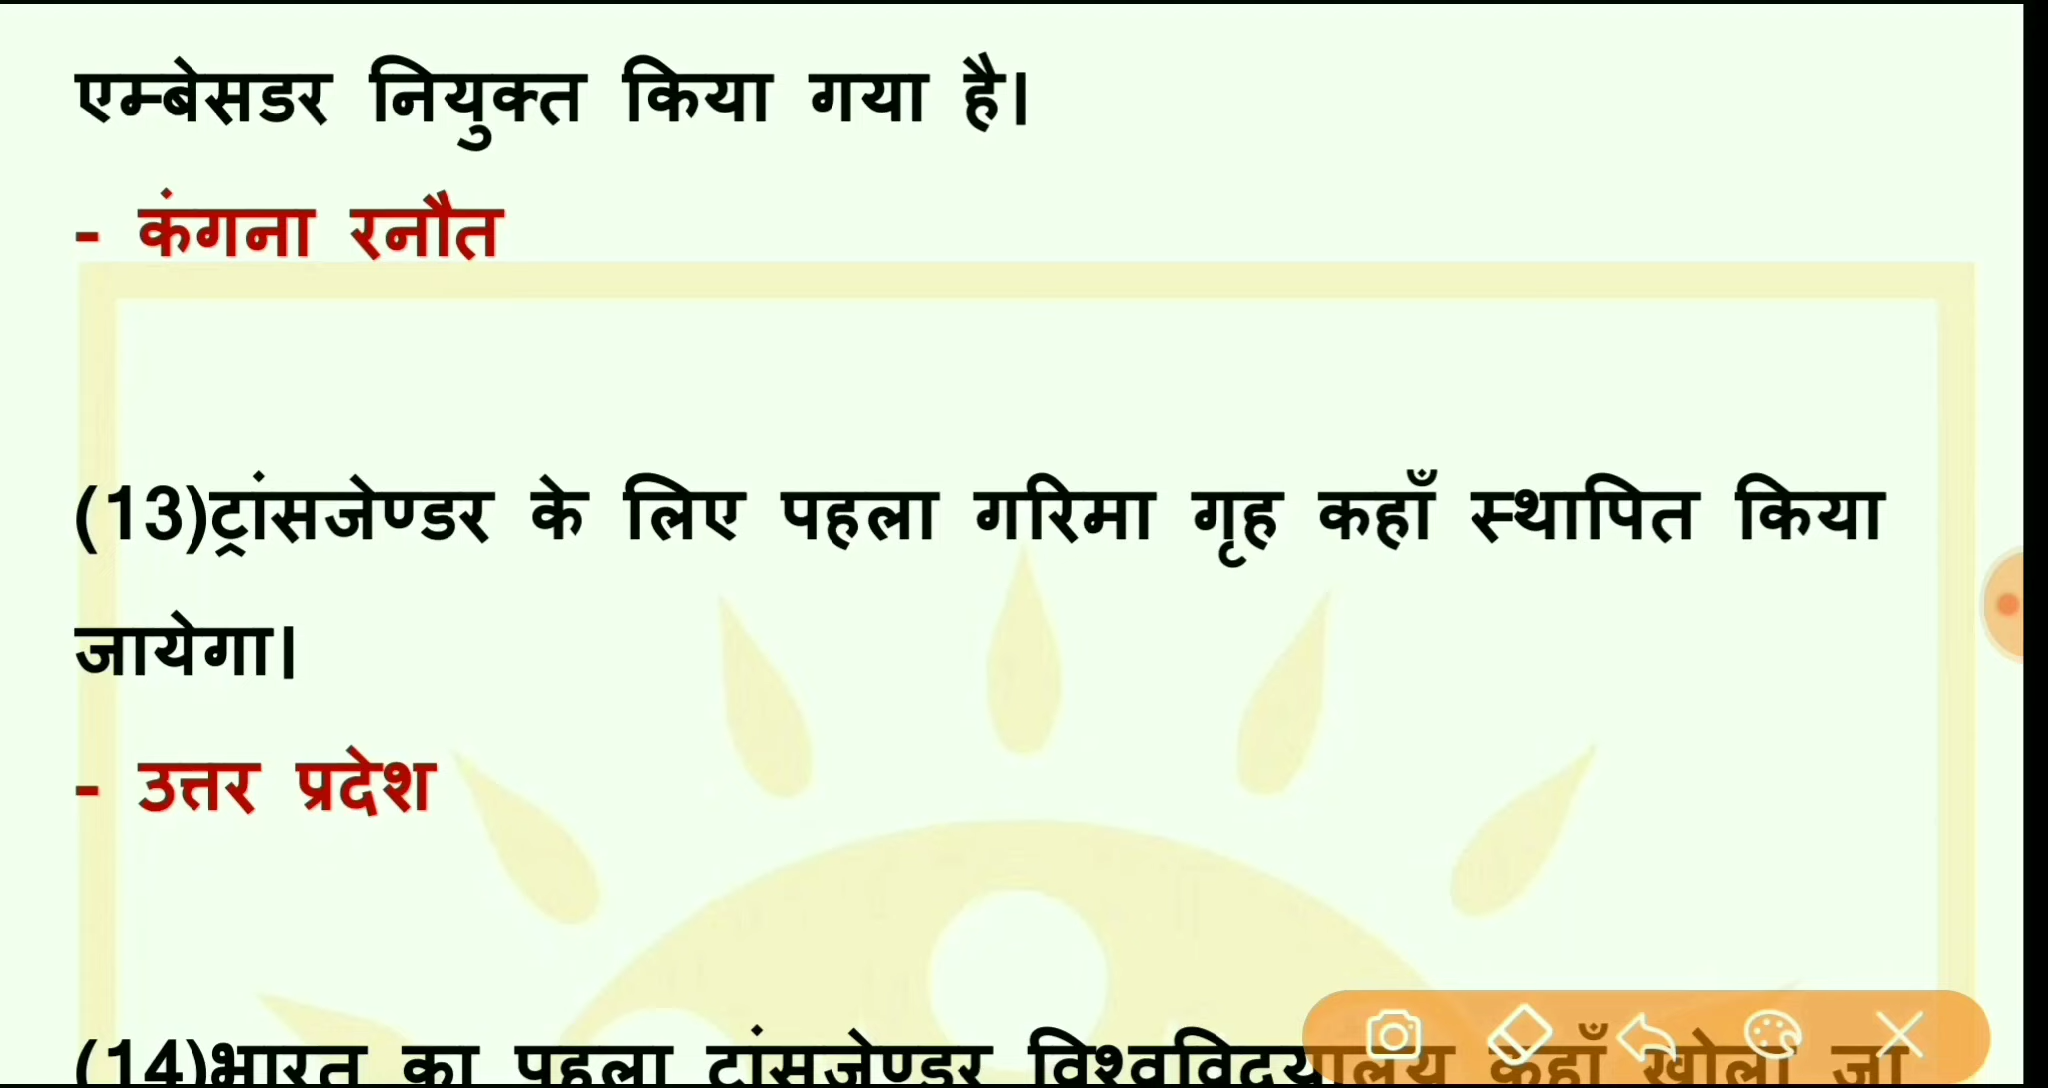 एम्बेसडर नियुक्त किया गया है।
- कंगना रनौत
(13)ट्रांसजेण्डर के लिए पहला गरिमा गृह कहाँ स्थापित किया
जायेगा।
- उत्तर प्रदेश
(14)भारत का पहला ट्रांसजेण्डर विश्वविद्यालय कहाँ खोला जा